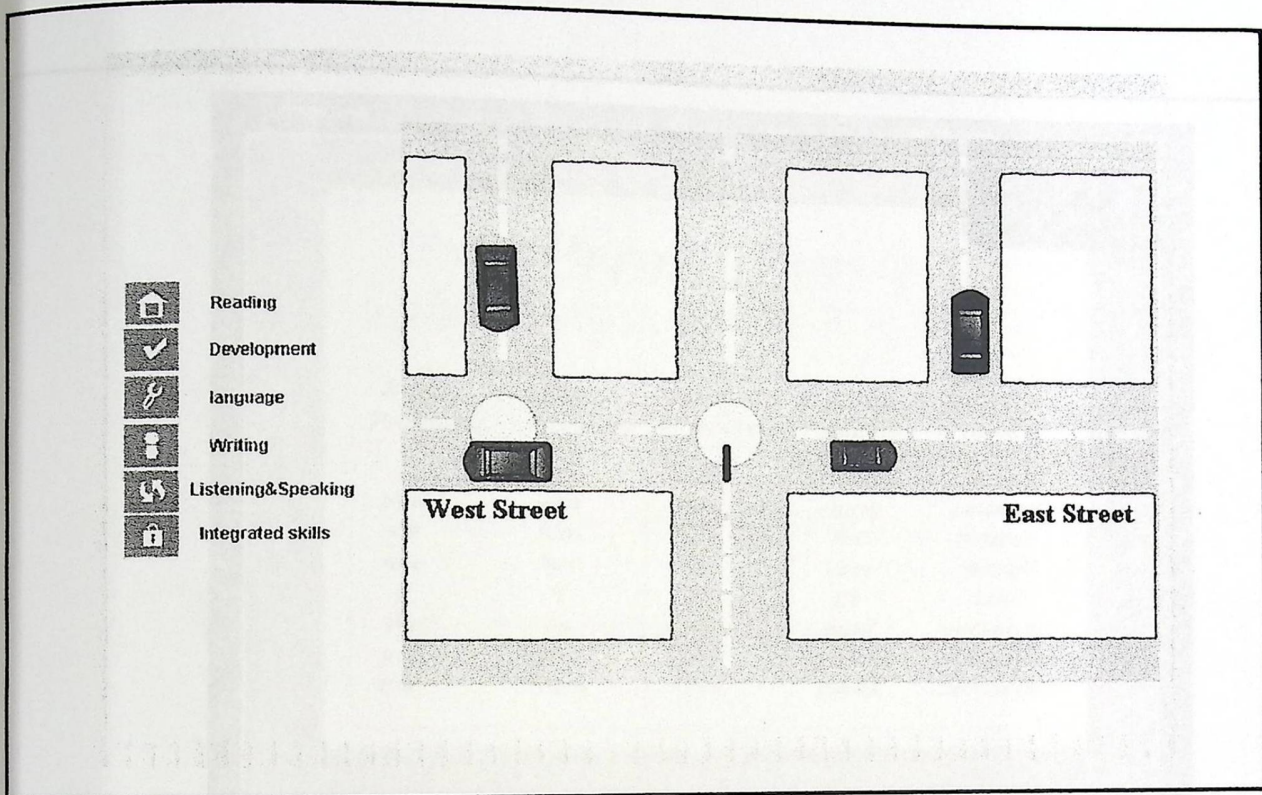 Reading
Development
language
Writing
Listening&Speaking
Integrated skills
West Street
East Street